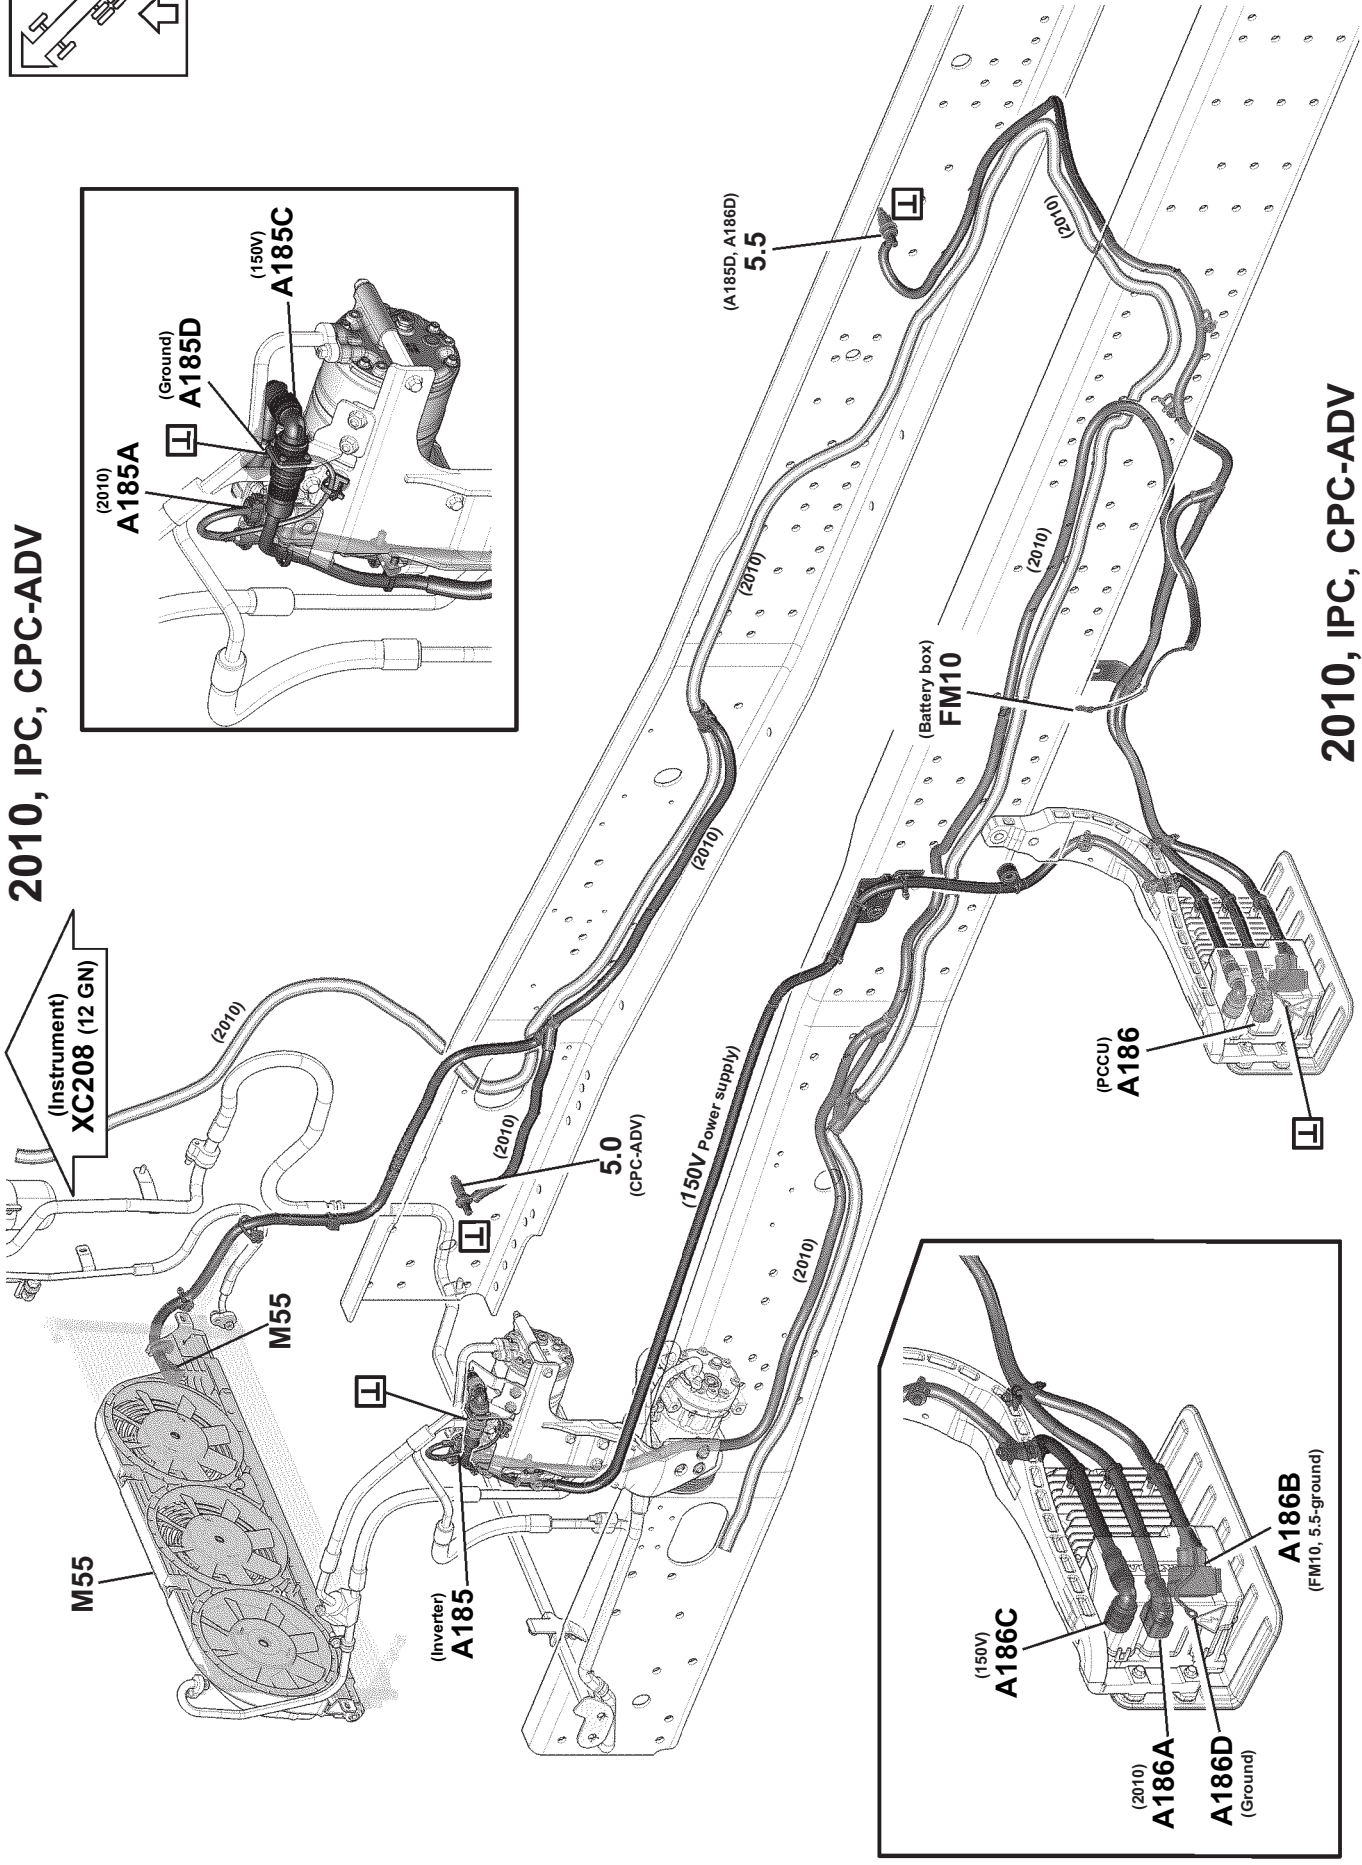 2010, IPC, CPC-ADV
(Instrument)
XC208 (12 GN)
(2010)
A185A
(Ground)
A185D
(150V)
A185C
T
M55
M55
T
(Inverter)
A185
(2010)
(2010)
5.0
(CPC-ADV)
T
(2010)
(2010)
(A185D, A186D)
5.5
T
(2010)
(2010)
(150V Power supply)
(2010)
(Battery box)
FM10
(PCCU)
A186
T
(150V)
A186C
(2010)
A186A
A186D
(Ground)
A186B
(FM10, 5.5-ground)
2010, IPC, CPC-ADV